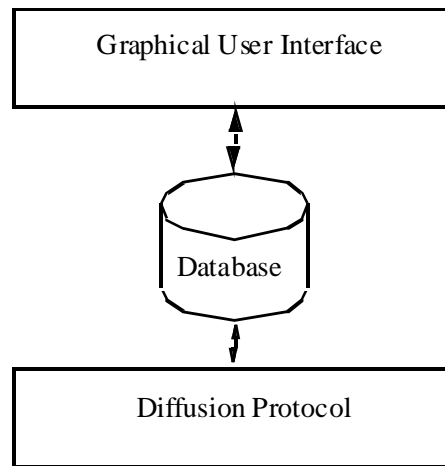 Graphical User Interface
Database
Diffusion Protocol